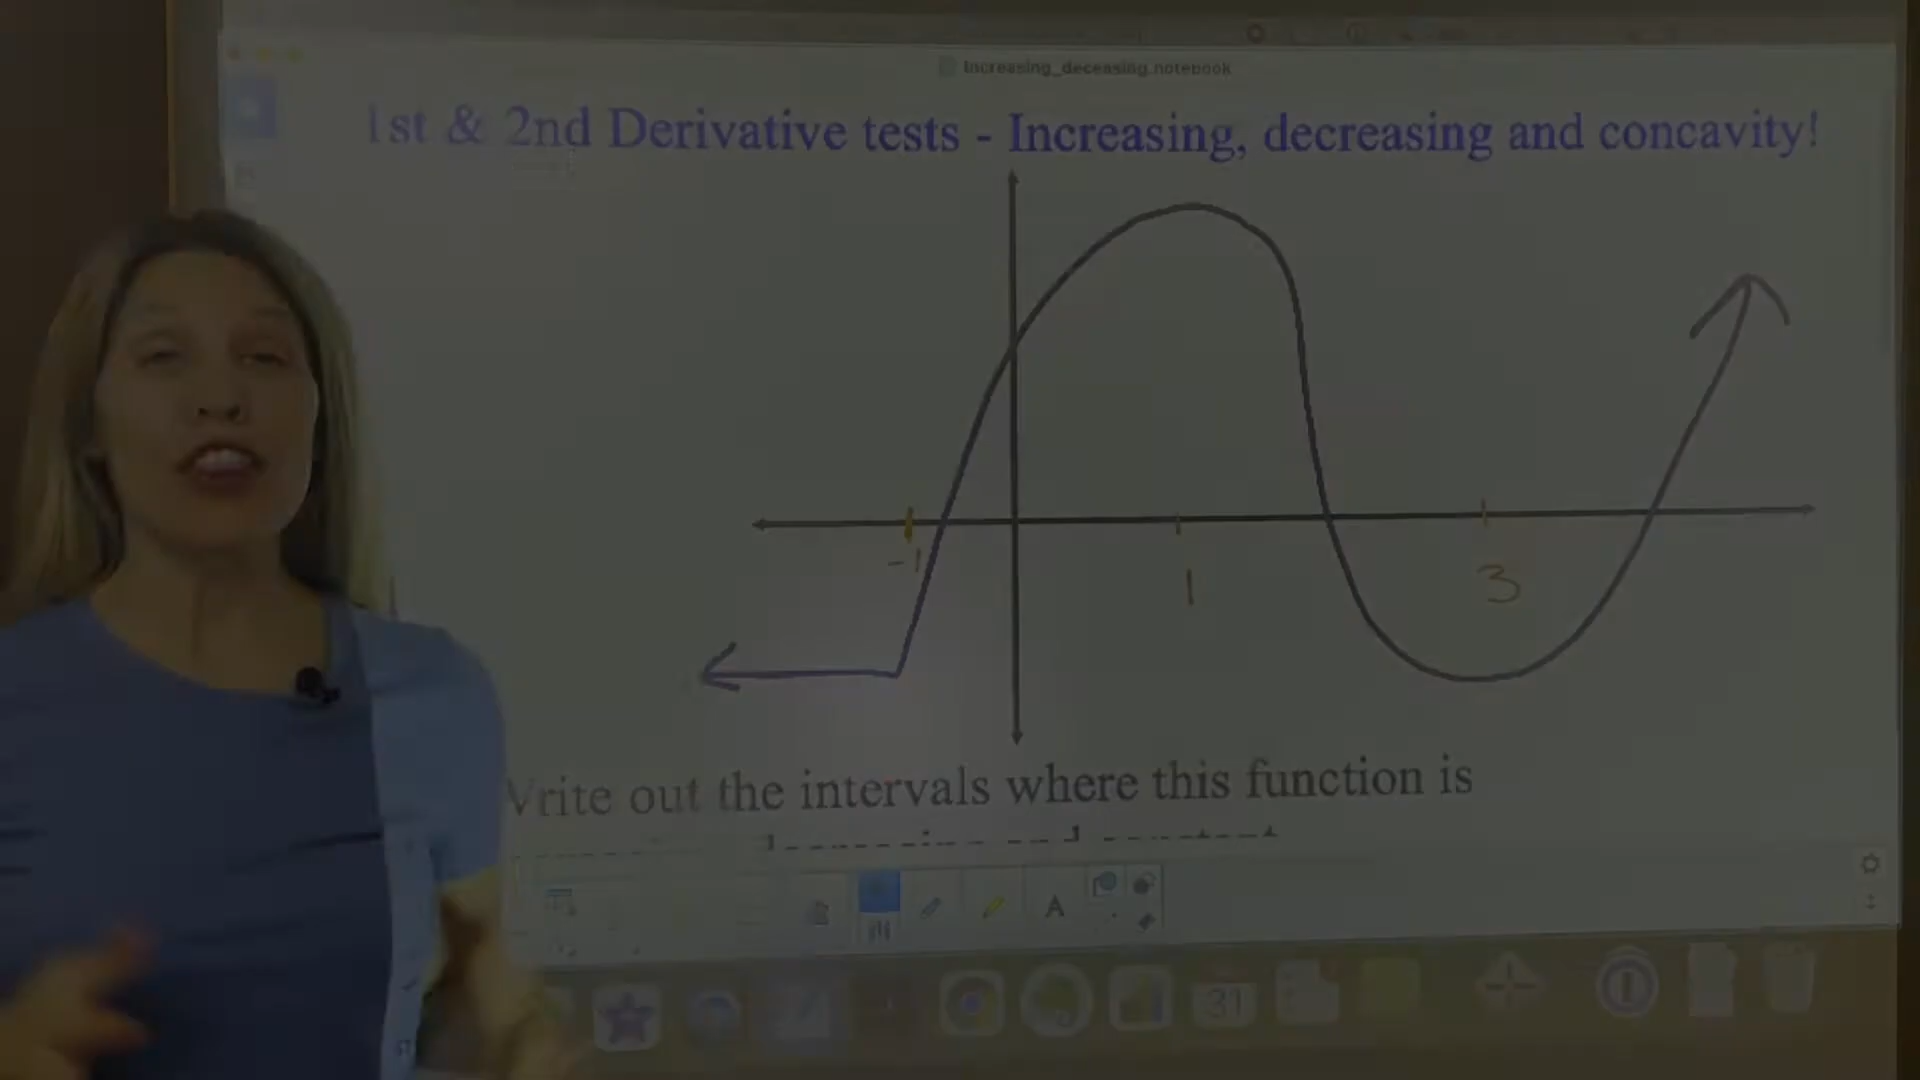 Increasing_deceasing.notebook
1st & 2nd Derivative tests - Increasing, decreasing and concavity!
-1
1
3
Write out the intervals where this function is
A
31